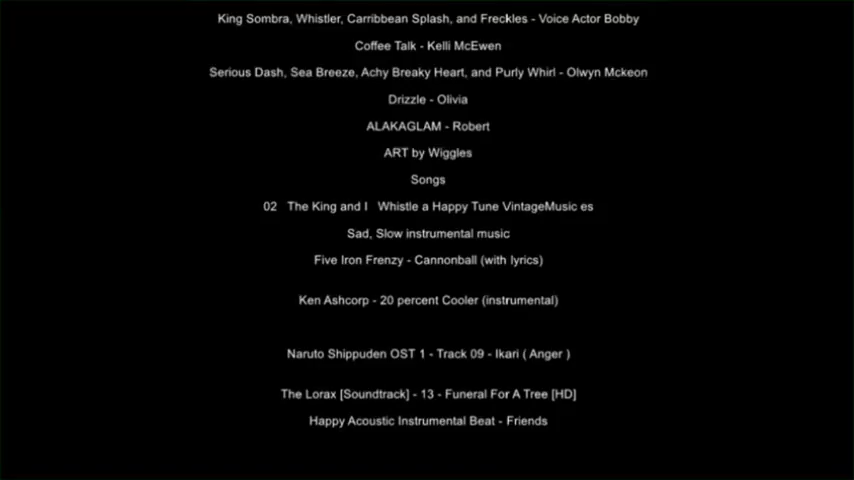 King Sombra, Whistler, Carribbean Splash, and Freckles - Voice Actor Bobby
Coffee Talk - Kelli McEwen
Serious Dash, Sea Breeze, Achy Breaky Heart, and Purly Whirl - Olwyn Mckeon
Drizzle - Olivia
ALAKAGLAM - Robert
ART by Wiggles
Songs
02 The King and I Whistle a Happy Tune VintageMusic es
Sad, Slow instrumental music
Five Iron Frenzy - Cannonball (with lyrics)
Ken Ashcorp - 20 percent Cooler (instrumental)
Naruto Shippuden OST 1 - Track 09 - Ikari ( Anger )
The Lorax [Soundtrack] - 13 - Funeral For A Tree [HD]
Happy Acoustic Instrumental Beat - Friends